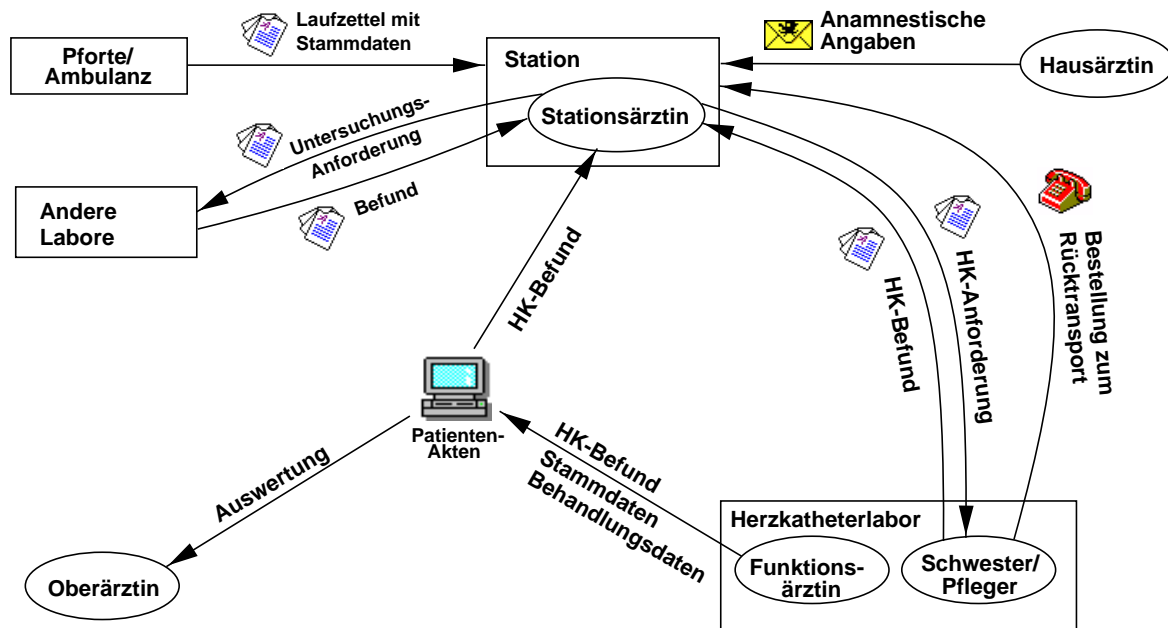 Laufzettel mit
Stammdaten
Anamnestische
Angaben
Pforte/
Ambulanz
Station
Hausärztin
Stationsärztin
Untersuchungs-
Anforderung
Befund
Andere
Labore
HK-Befund
HK-Befund
HK-Anforderung
Bestellung zum
Rücktransport
Patienten-
Akten
Auswertung
HK-Befund
Stammdaten
Behandlungsdaten
Herzkatheterlabor
Funktions-
ärztin
Schwester/
Pfleger
Oberärztin